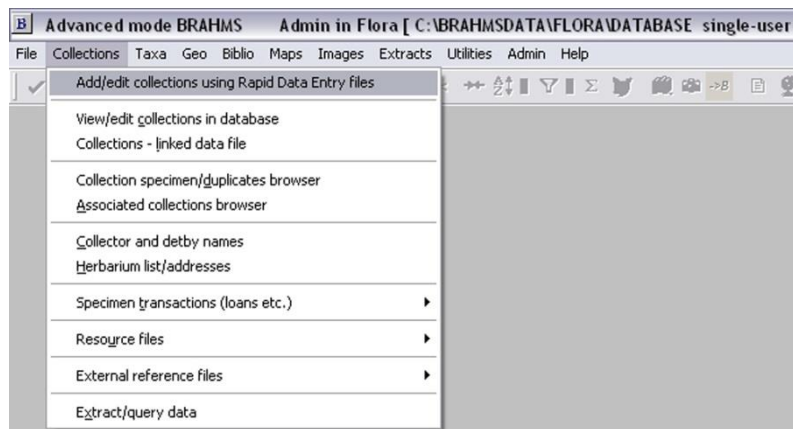 B Advanced mode BRAHMS Admin in Flora [ C:\BRAHMSDATA\FLORA\DATABASE single-user
File Collections Taxa Geo Biblio Maps Images Extracts Utilities Admin Help
Add/edit collections using Rapid Data Entry files
View/edit collections in database
Collections - linked data file
Collection specimen/duplicates browser
Associated collections browser
Collector and detby names
Herbarium list/addresses
Specimen transactions (loans etc.)
Resource files
External reference files
Extract/query data